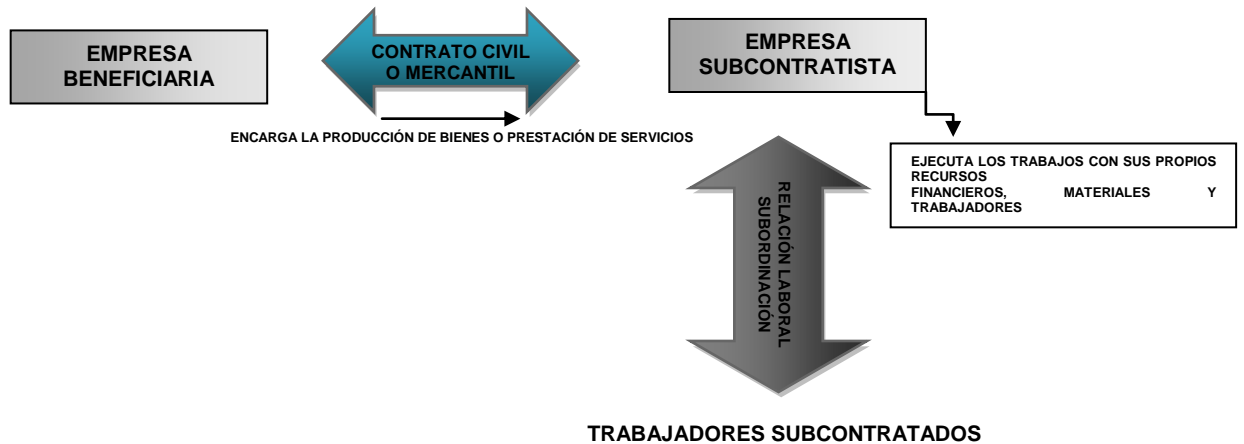 EMPRESA
BENEFICIARIA
CONTRATO CIVIL
O MERCANTIL
EMPRESA
SUBCONTRATISTA
ENCARGA LA PRODUCCIÓN DE BIENES O PRESTACIÓN DE SERVICIOS
EJECUTA LOS TRABAJOS CON SUS PROPIOS
RECURSOS
FINANCIEROS, MATERIALES Y
TRABAJADORES
RELACIÓN LABORAL
SUBORDINACIÓN
TRABAJADORES SUBCONTRATADOS